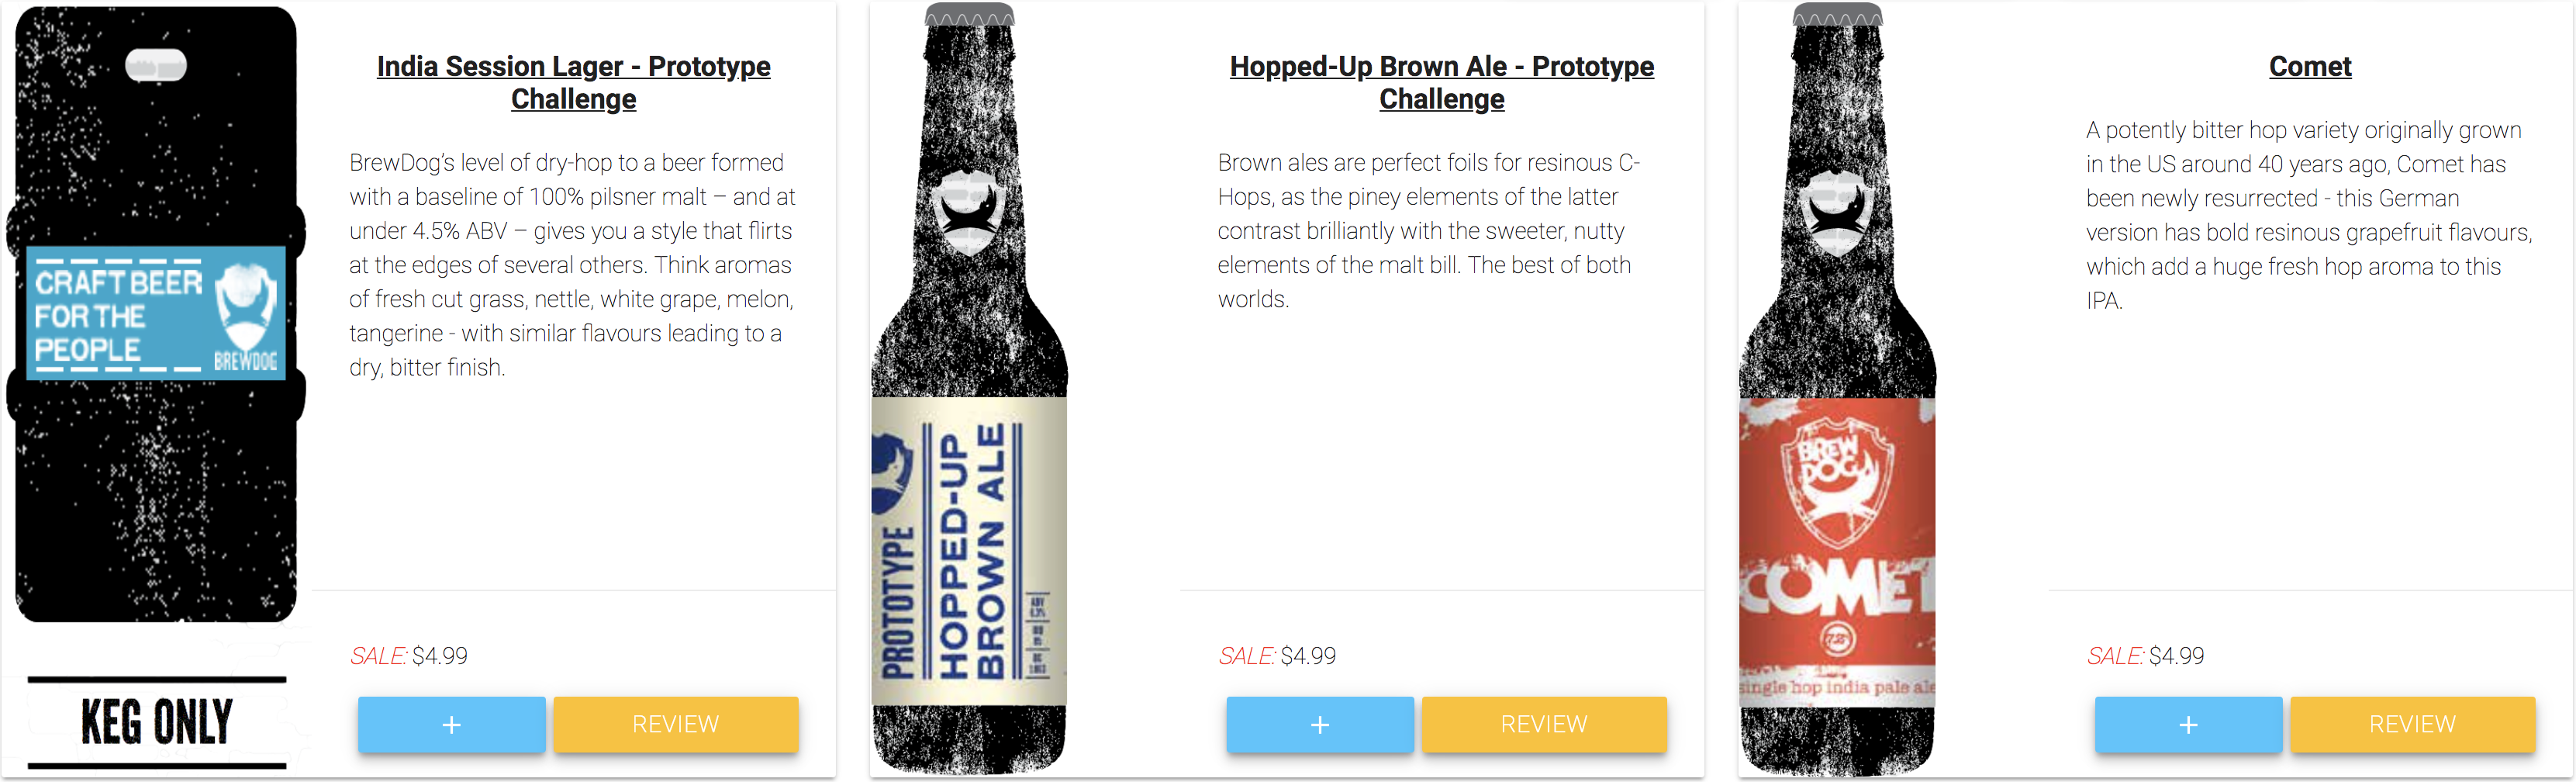 India Session Lager - Prototype
Challenge
BrewDog’s level of dry-hop to a beer formed
with a baseline of 100% pilsner malt – and at
under 4.5% ABV – gives you a style that flirts
at the edges of several others. Think aromas
of fresh cut grass, nettle, white grape, melon,
tangerine - with similar flavours leading to a
dry, bitter finish.
CRAFT BEER
FOR THE
PEOPLE
BREWDOG
KEG ONLY
SALE: $4.99
+
REVIEW
Hopped-Up Brown Ale - Prototype
Challenge
Brown ales are perfect foils for resinous C-
Hops, as the piney elements of the latter
contrast brilliantly with the sweeter, nutty
elements of the malt bill. The best of both
worlds.
PROTOTYPE
HOPPED-UP
BROWN ALE
ABV
SALE: $4.99
+
REVIEW
Comet
A potently bitter hop variety originally grown
in the US around 40 years ago, Comet has
been newly resurrected - this German
version has bold resinous grapefruit flavours,
which add a huge fresh hop aroma to this
IPA.
BREW
DOG
COMET
single hop india pale ale
SALE: $4.99
+
REVIEW